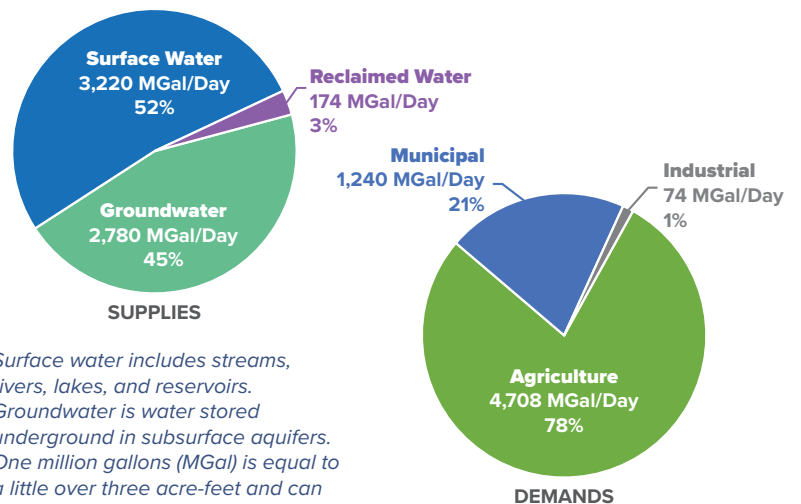 Surface Water
3,220 MGal/Day
52%
Reclaimed Water
174 MGal/Day
3%
Groundwater
2,780 MGal/Day
45%
SUPPLIES
Municipal
1,240 MGal/Day
21%
Industrial
74 MGal/Day
1%
Agriculture
4,708 MGal/Day
78%
DEMANDS
Surface water includes streams,
ivers, lakes, and reservoirs.
Groundwater is water stored
underground in subsurface aquifers.
One million gallons (MGal) is equal to
a little over three acre-feet and can